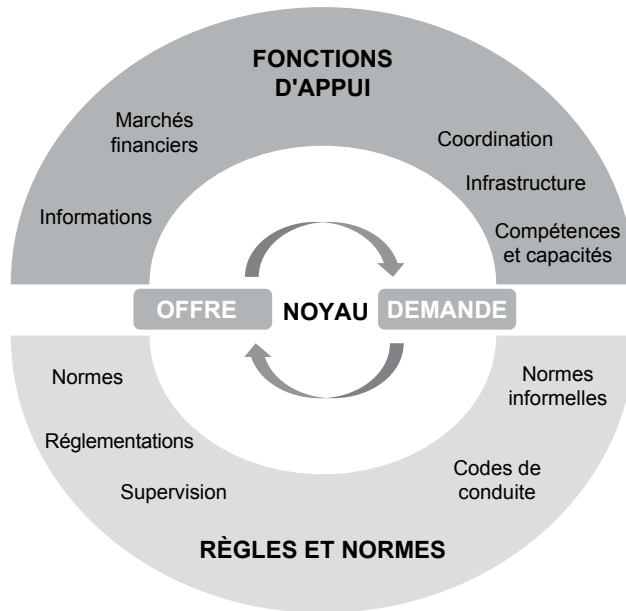 FONCTIONS
D'APPUI
Marchés
financiers
Coordination
Infrastructure
Informations
Compétences
et capacités
OFFRE
NOYAU
DEMANDE
Normes
Normes
informelles
Réglementations
Supervision
Codes de
conduite
RÈGLES ET NORMES